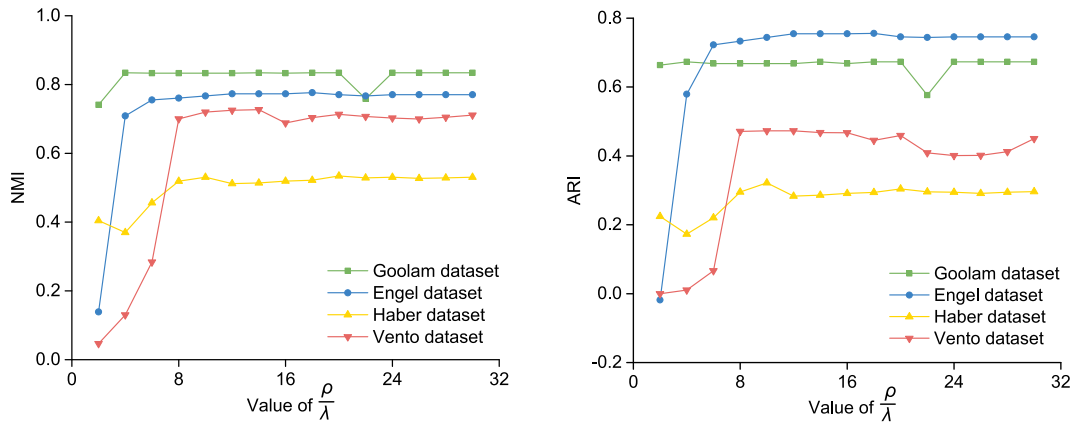 1.0
0.8
0.6
0.4
0.2
0.0
NMI
0
8
16
24
32
Value of ρ/λ
Goolam dataset
Engel dataset
Haber dataset
Vento dataset
0.8
0.6
0.4
0.2
0.0
-0.2
ARI
0
8
16
24
32
Value of ρ/λ
Goolam dataset
Engel dataset
Haber dataset
Vento dataset